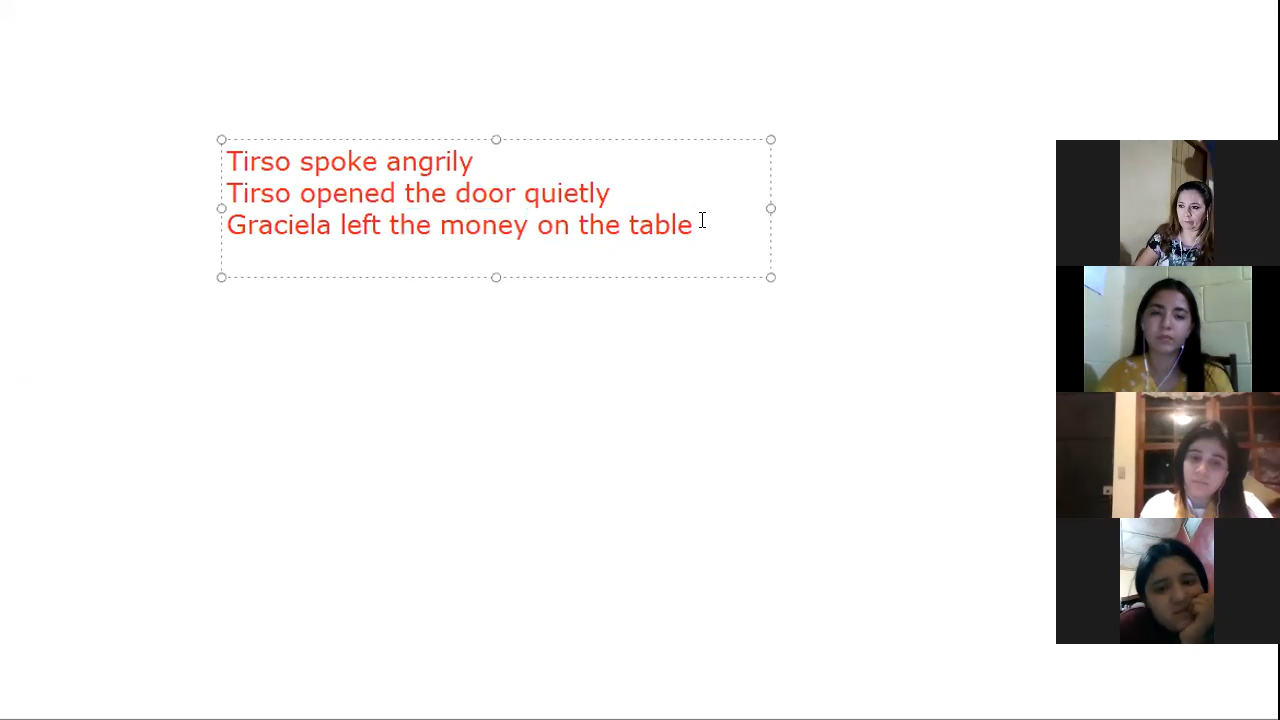 Tirso spoke angrily
Tirso opened the door quietly
Graciela left the money on the table